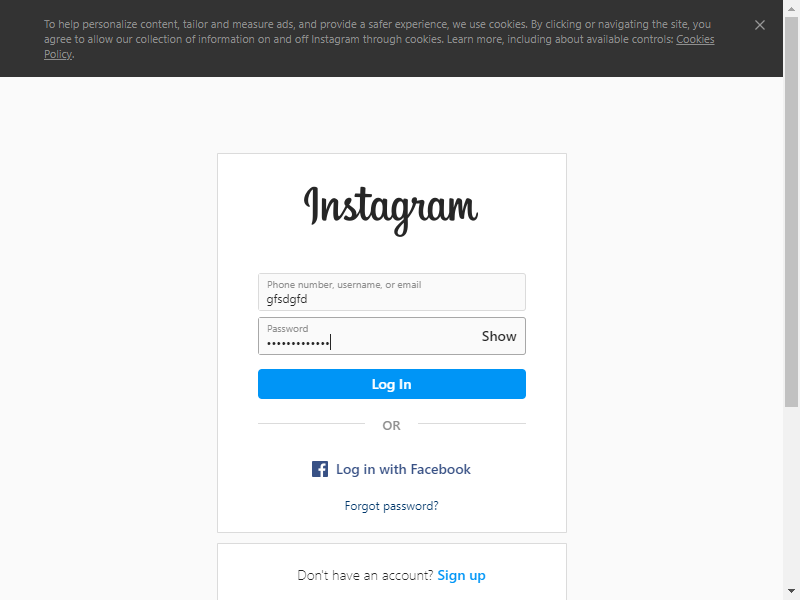 To help personalize content, tailor and measure ads, and provide a safer experience, we use cookies. By clicking or navigating the site, you
agree to allow our collection of information on and off Instagram through cookies. Learn more, including about available controls: Cookies
Policy.
Instagram
Phone number, username, or email
gfsdgfd
Password
•••••••••••••
Show
Log In
OR
Log in with Facebook
Forgot password?
Don't have an account? Sign up